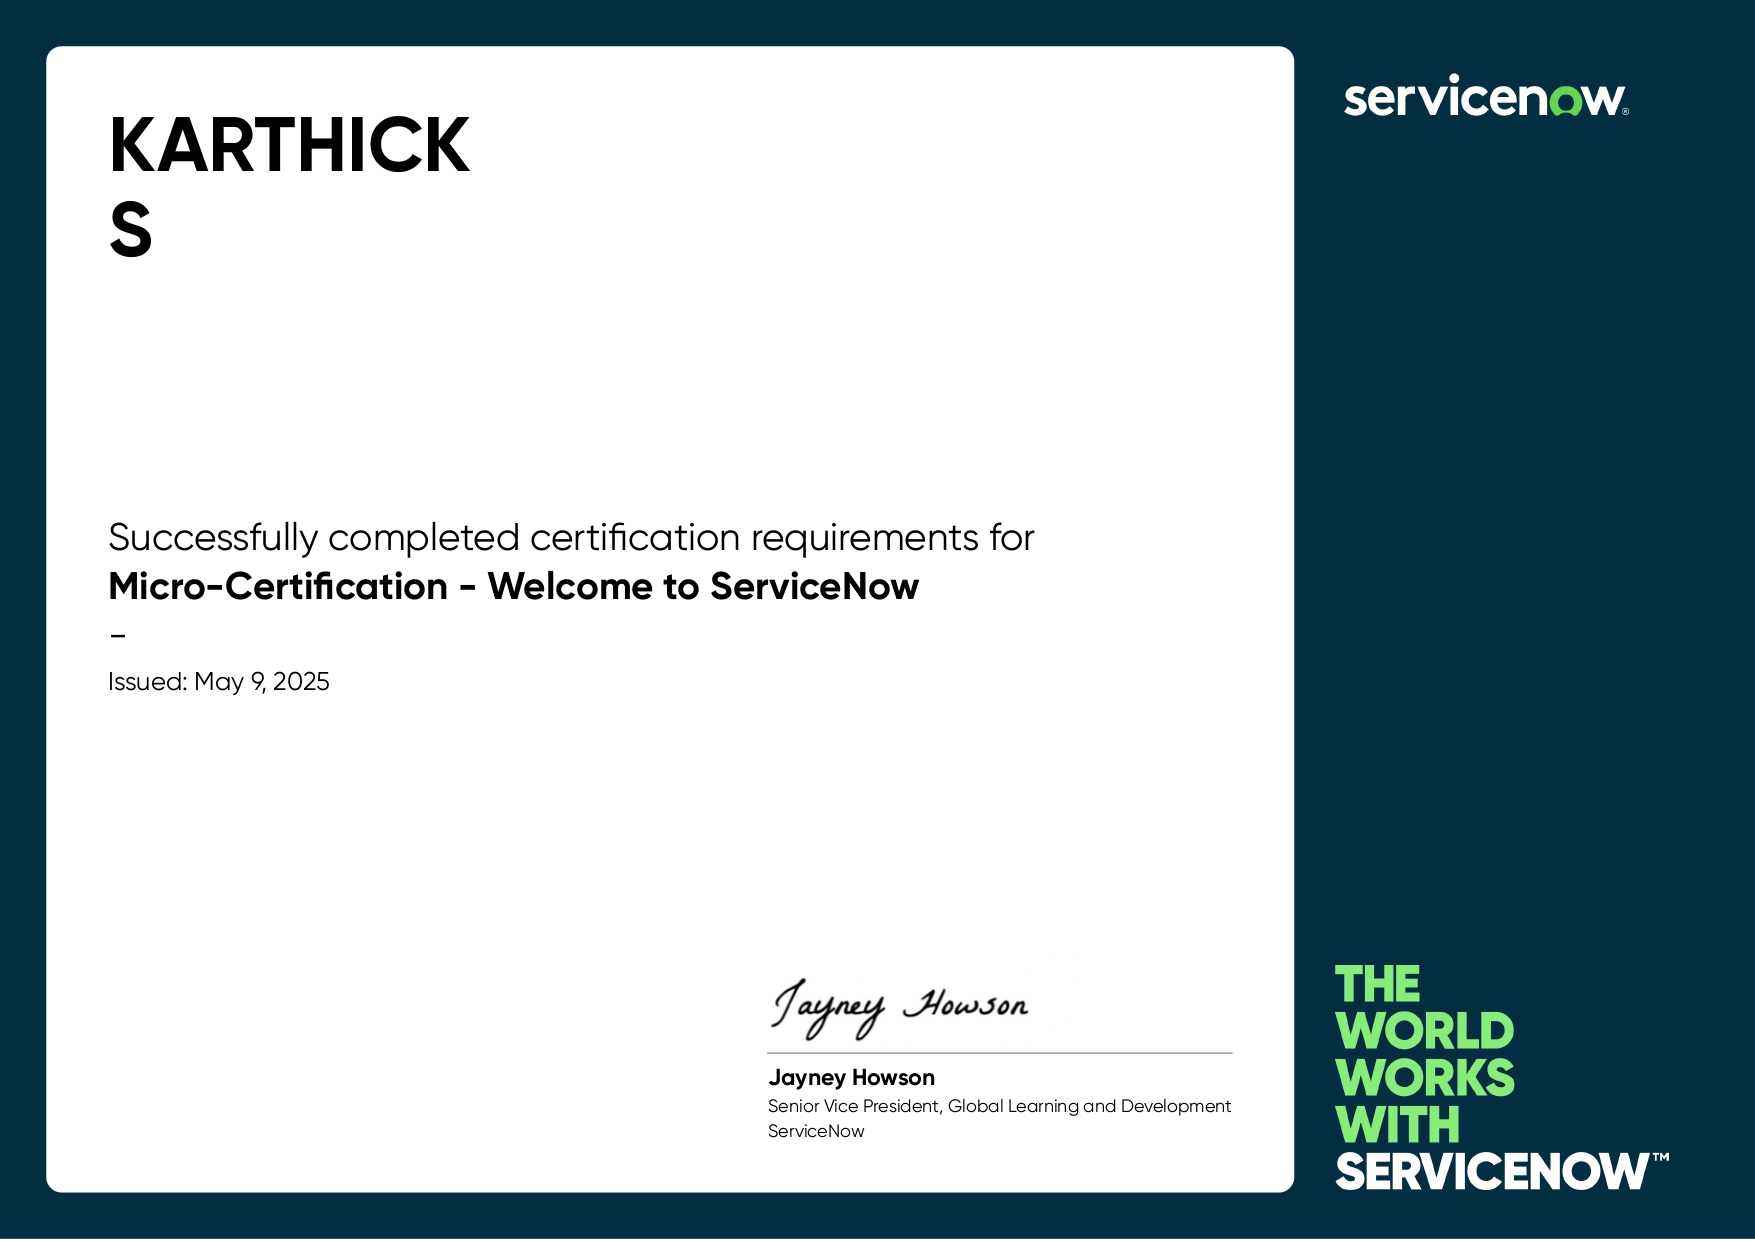 KARTHICK
S
servicenow®
Successfully completed certification requirements for
Micro-Certification - Welcome to ServiceNow
–
Issued: May 9, 2025
Jayney Howson
Jayney Howson
Senior Vice President, Global Learning and Development
ServiceNow
THE
WORLD
WORKS
WITH
SERVICENOW™